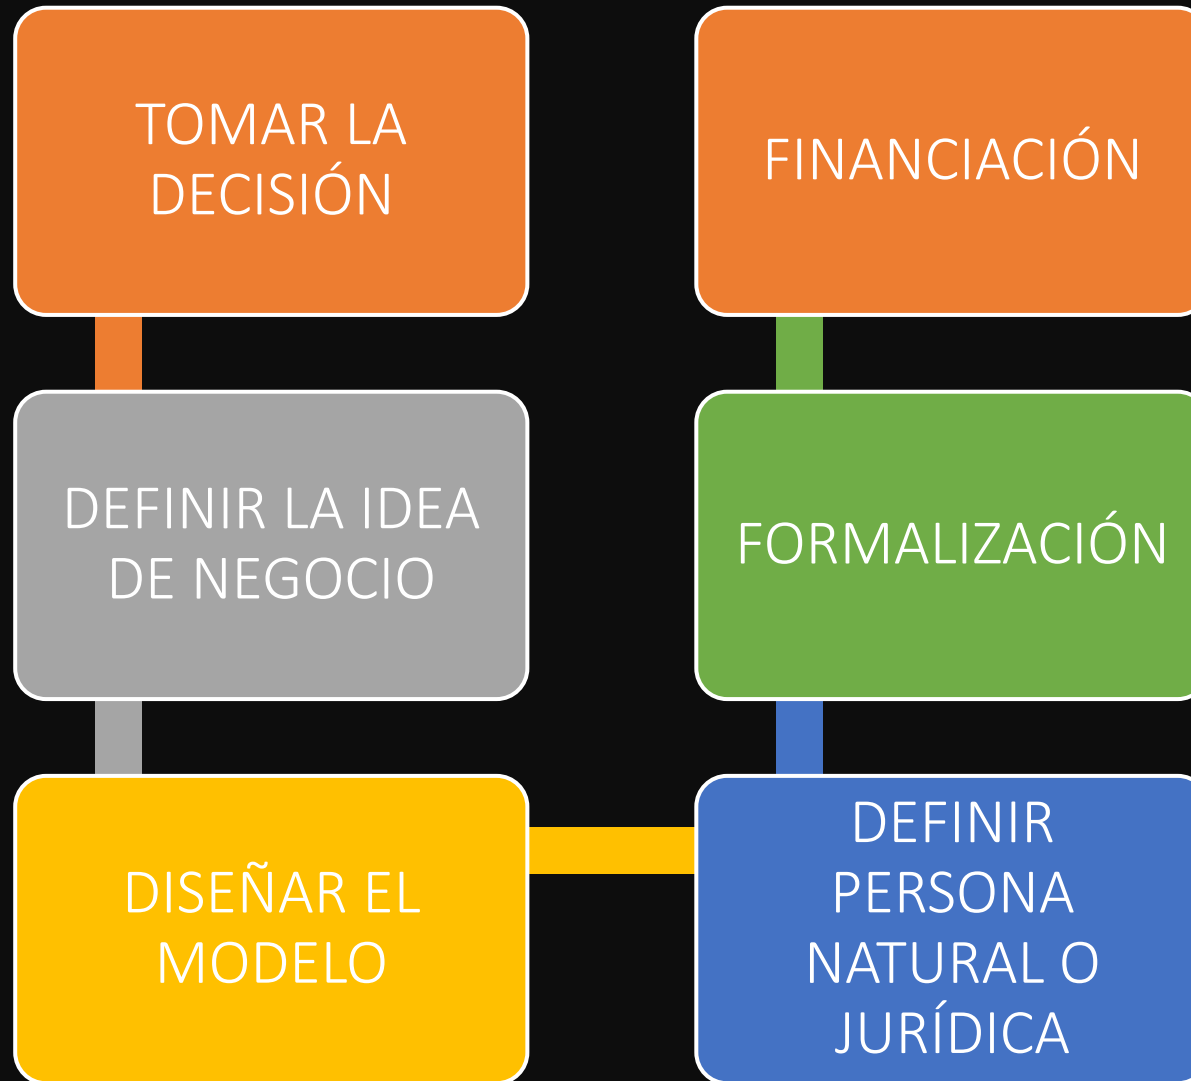 TOMAR LA
DECISIÓN
DEFINIR LA IDEA
DE NEGOCIO
DISEÑAR EL
MODELO
DEFINIR
PERSONA
NATURAL O
JURÍDICA
FORMALIZACIÓN
FINANCIACIÓN